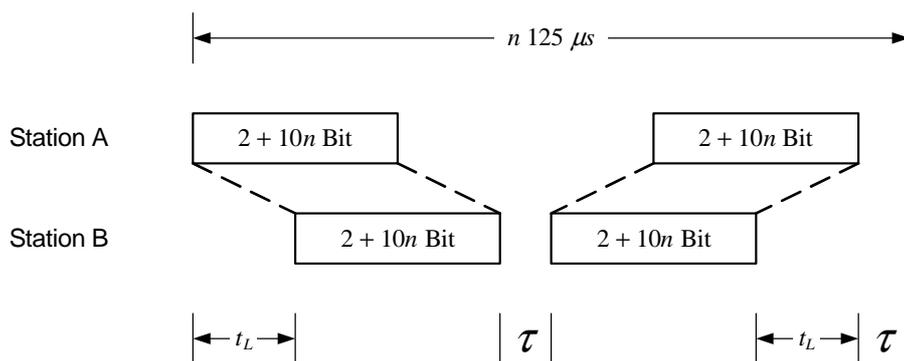 n 125 μs
Station A
2 + 10n Bit
2 + 10n Bit
Station B
2 + 10n Bit
2 + 10n Bit
t_L
τ
t_L
τ